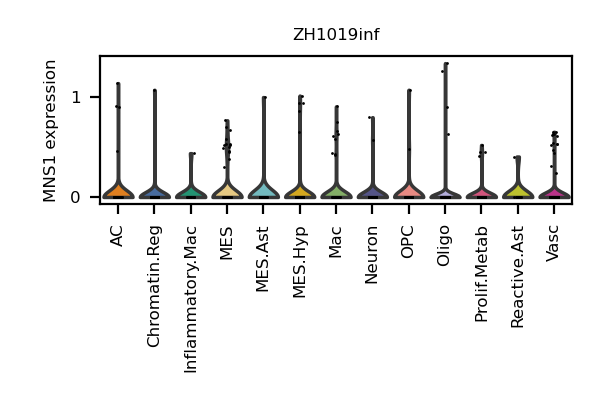 ZH1019inf
MNS1 expression
1
0
AC
Chromatin.Reg
Inflammatory.Mac
MES
MES.Ast
MES.Hyp
Mac
Neuron
OPC
Oligo
Prolif.Metab
Reactive.Ast
Vasc